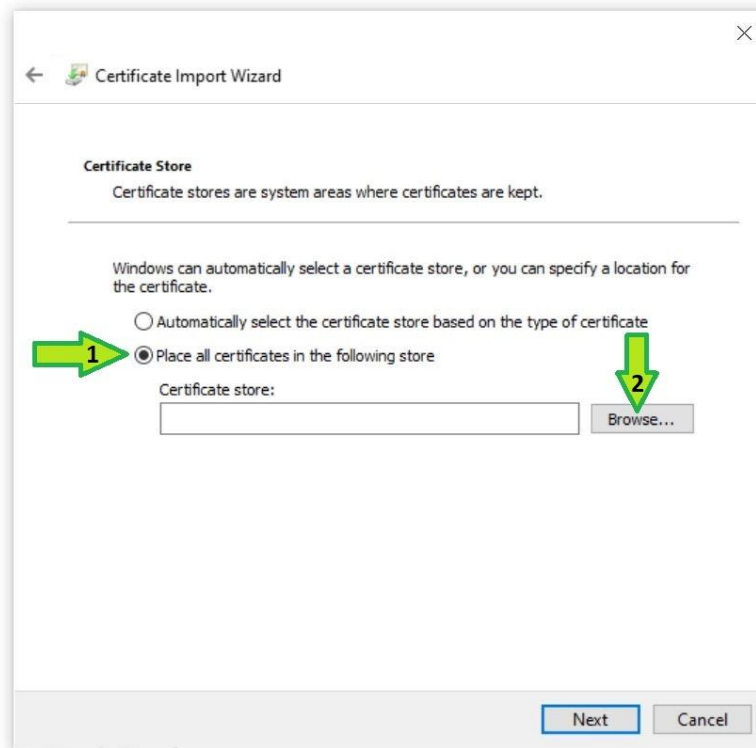 Certificate Import Wizard
Certificate Store
Certificate stores are system areas where certificates are kept.
Windows can automatically select a certificate store, or you can specify a location for
the certificate.
Automatically select the certificate store based on the type of certificate
1 Place all certificates in the following store
Certificate store:
2
Browse...
Next Cancel